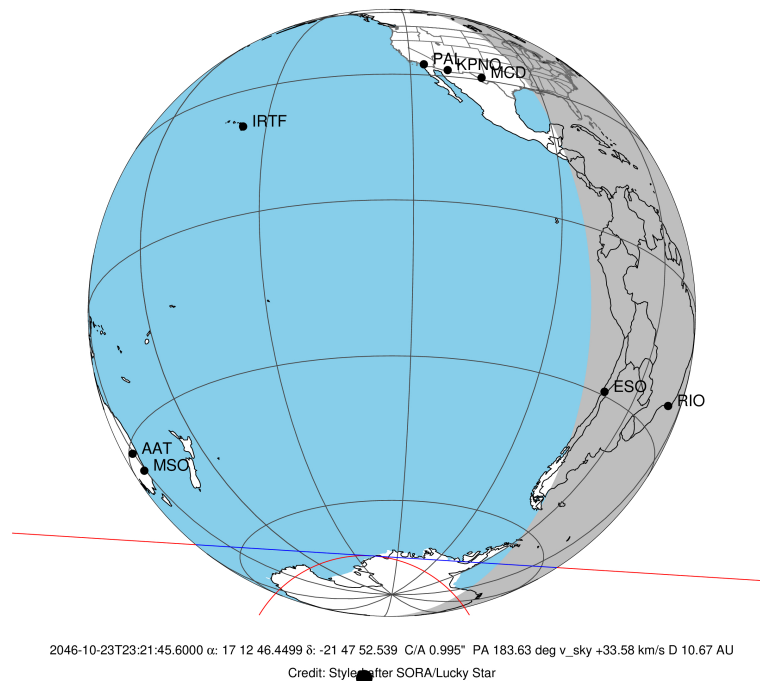 PAL
KPNO
MCD
IRTF
ESO
RIO
AAT
MSO
2046-10-23T23:21:45.6000 α: 17 12 46.4499 δ: -21 47 52.539 C/A 0.995" PA 183.63 deg v_sky +33.58 km/s D 10.67 AU
Credit: Style after SORA/Lucky Star